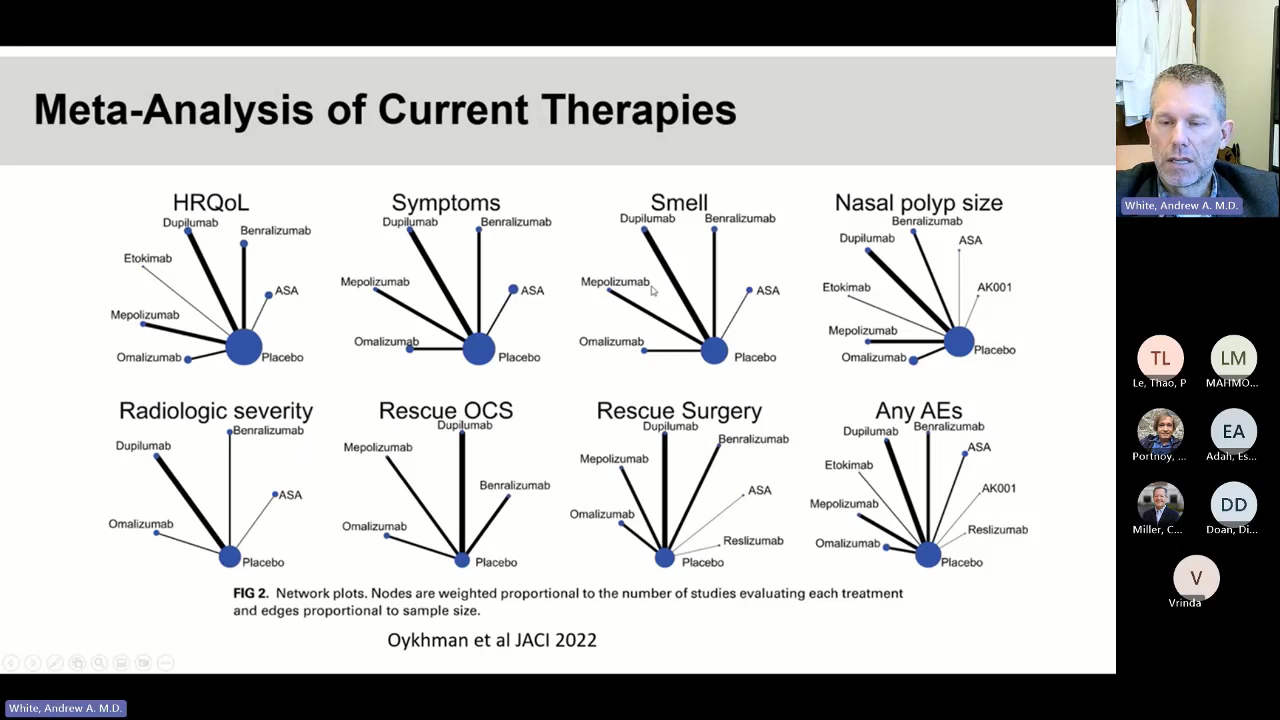 Meta-Analysis of Current Therapies
HRQoL
Dupilumab
Benralizumab
Etokimab
ASA
Mepolizumab
Omalizumab
Placebo
Symptoms
Dupilumab
Benralizumab
Mepolizumab
ASA
Omalizumab
Placebo
Smell
Dupilumab
Benralizumab
Mepolizumab
ASA
Omalizumab
Placebo
Nasal polyp size
Benralizumab
Dupilumab
ASA
Etokimab
AK001
Mepolizumab
Omalizumab
Placebo
Radiologic severity
Benralizumab
Dupilumab
ASA
Omalizumab
Placebo
Rescue OCS
Dupilumab
Mepolizumab
Benralizumab
Omalizumab
Placebo
Rescue Surgery
Dupilumab
Benralizumab
Mepolizumab
ASA
Omalizumab
Reslizumab
Placebo
Any AEs
Dupilumab
Benralizumab
ASA
Etokimab
AK001
Mepolizumab
Reslizumab
Omalizumab
Placebo
FIG 2. Network plots. Nodes are weighted proportional to the number of studies evaluating each treatment
and edges proportional to sample size.
Oykhman et al JACI 2022
White, Andrew A. M.D.
White, Andrew A. M.D.
TL
Le, Thao, P
LM
MAHMO...
Portnoy, ...
EA
Adah, Es...
Miller, C...
DD
Doan, Di...
V
Vrinda